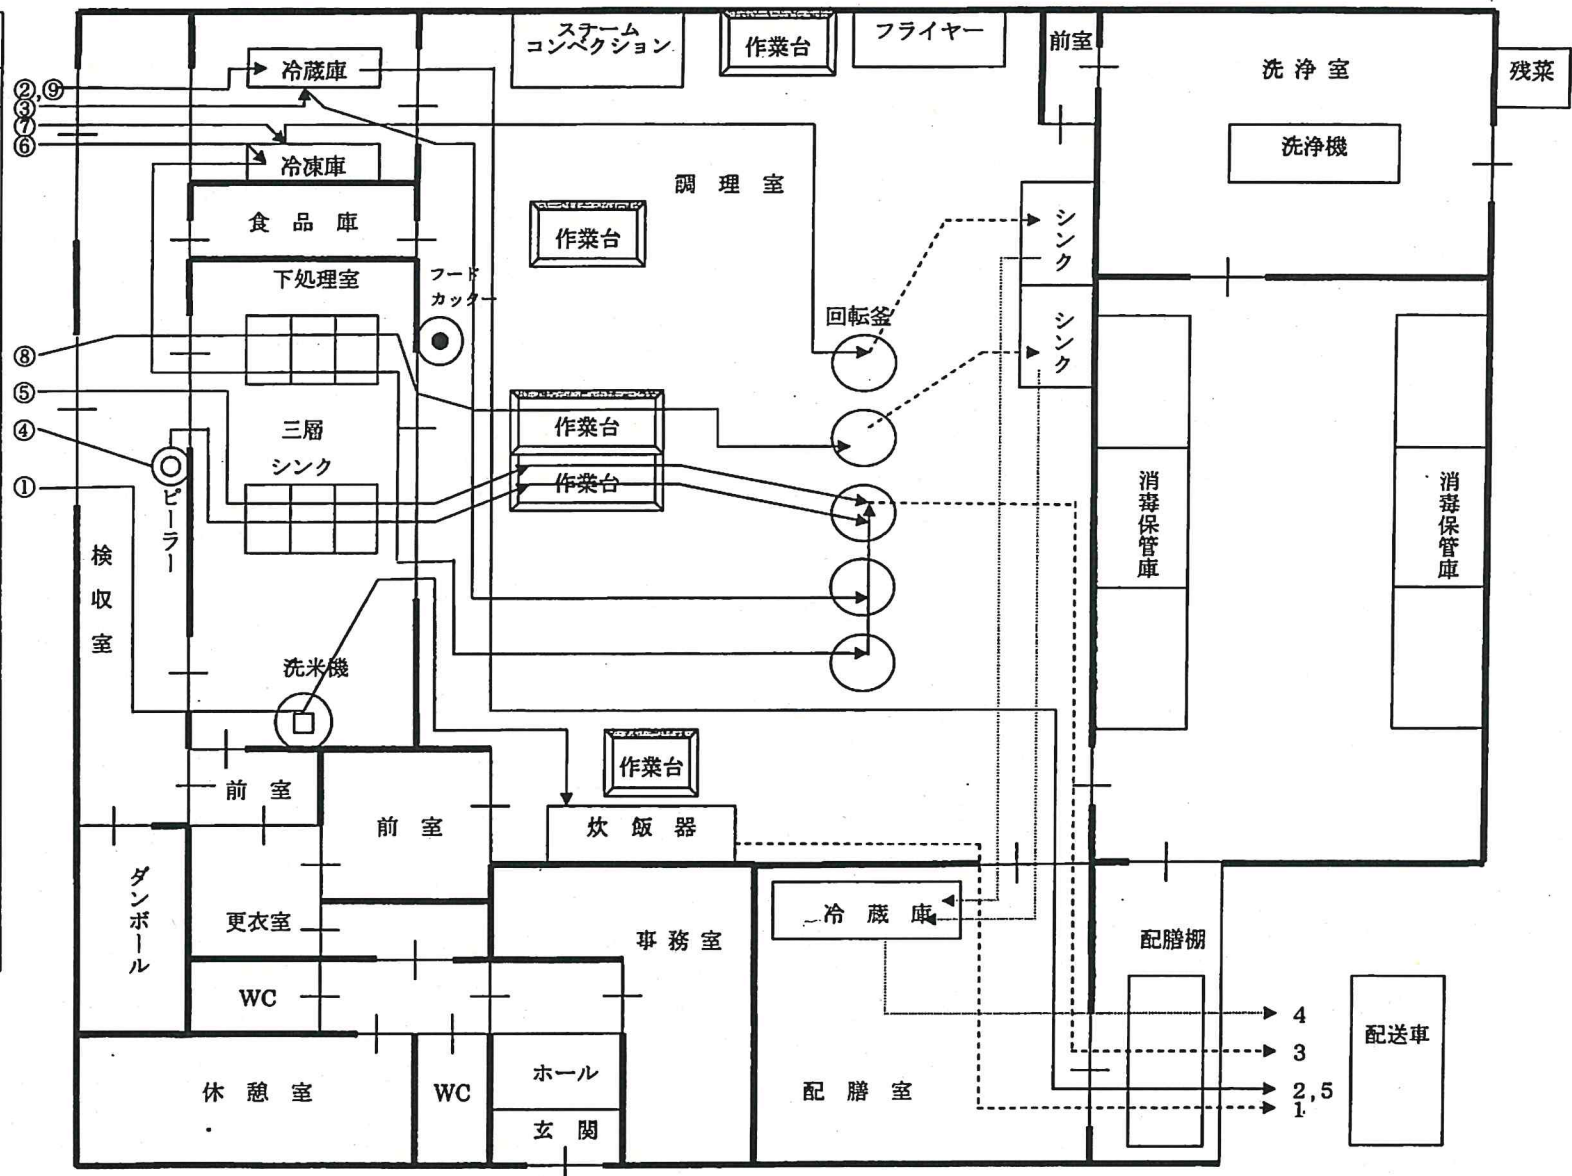 スチーム
コンベクション
作業台
フライヤー
前室
洗浄室
残菜
冷蔵庫
②,⑨
③
⑦
⑥
冷凍庫
洗浄機
調理室
食品庫
作業台
シンク
下処理室
フード
カッター
回転釜
シンク
⑧
⑤
④
①
三層
シンク
作業台
作業台
ピーラー
消毒保管庫
消毒保管庫
検収室
洗米機
作業台
前室
前室
炊飯器
ダンボール
更衣室
事務室
冷蔵庫
配膳棚
WC
4
3
2,5
1
配送車
休憩室
WC
ホール
配膳室
玄関